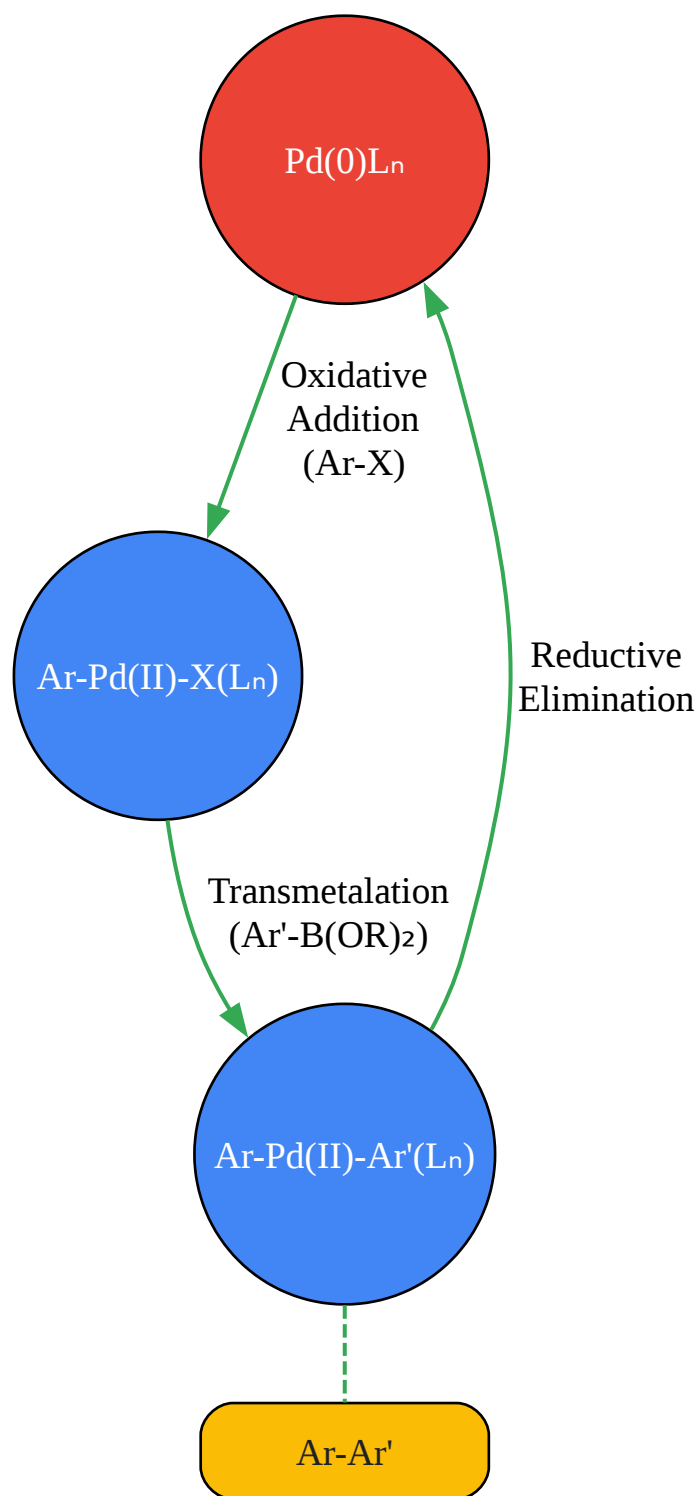 Pd(0)Lₙ
Oxidative
Addition
(Ar-X)
Ar-Pd(II)-X(Lₙ)
Reductive
Elimination
Transmetalation
(Ar'-B(OR)₂)
Ar-Pd(II)-Ar'(Lₙ)
Ar-Ar'